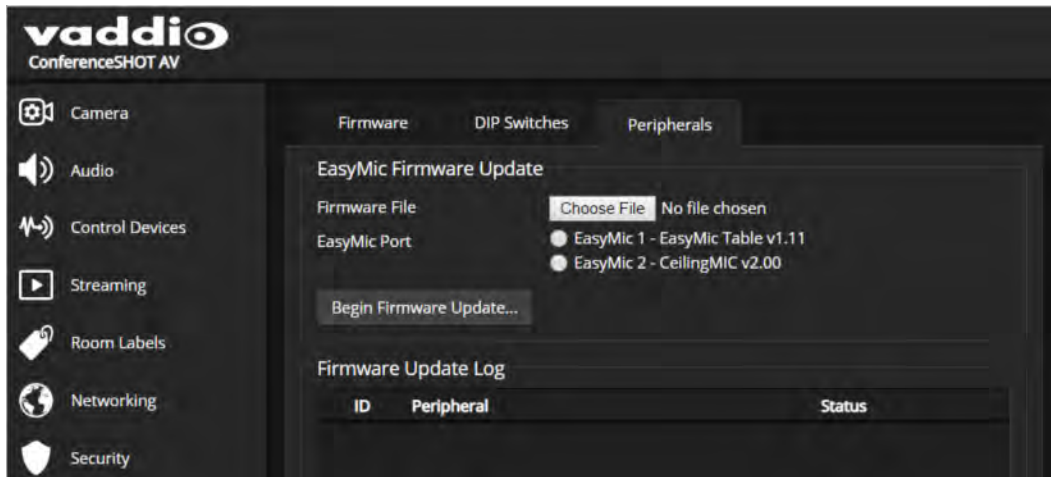 vaddio
ConferenceSHOT AV
Camera
Audio
Control Devices
Streaming
Room Labels
Networking
Security
Firmware DIP Switches Peripherals
EasyMic Firmware Update
Firmware File Choose File No file chosen
EasyMic Port EasyMic 1 - EasyMic Table v1.11
EasyMic 2 - CeilingMIC v2.00
Begin Firmware Update...
Firmware Update Log
ID Peripheral Status